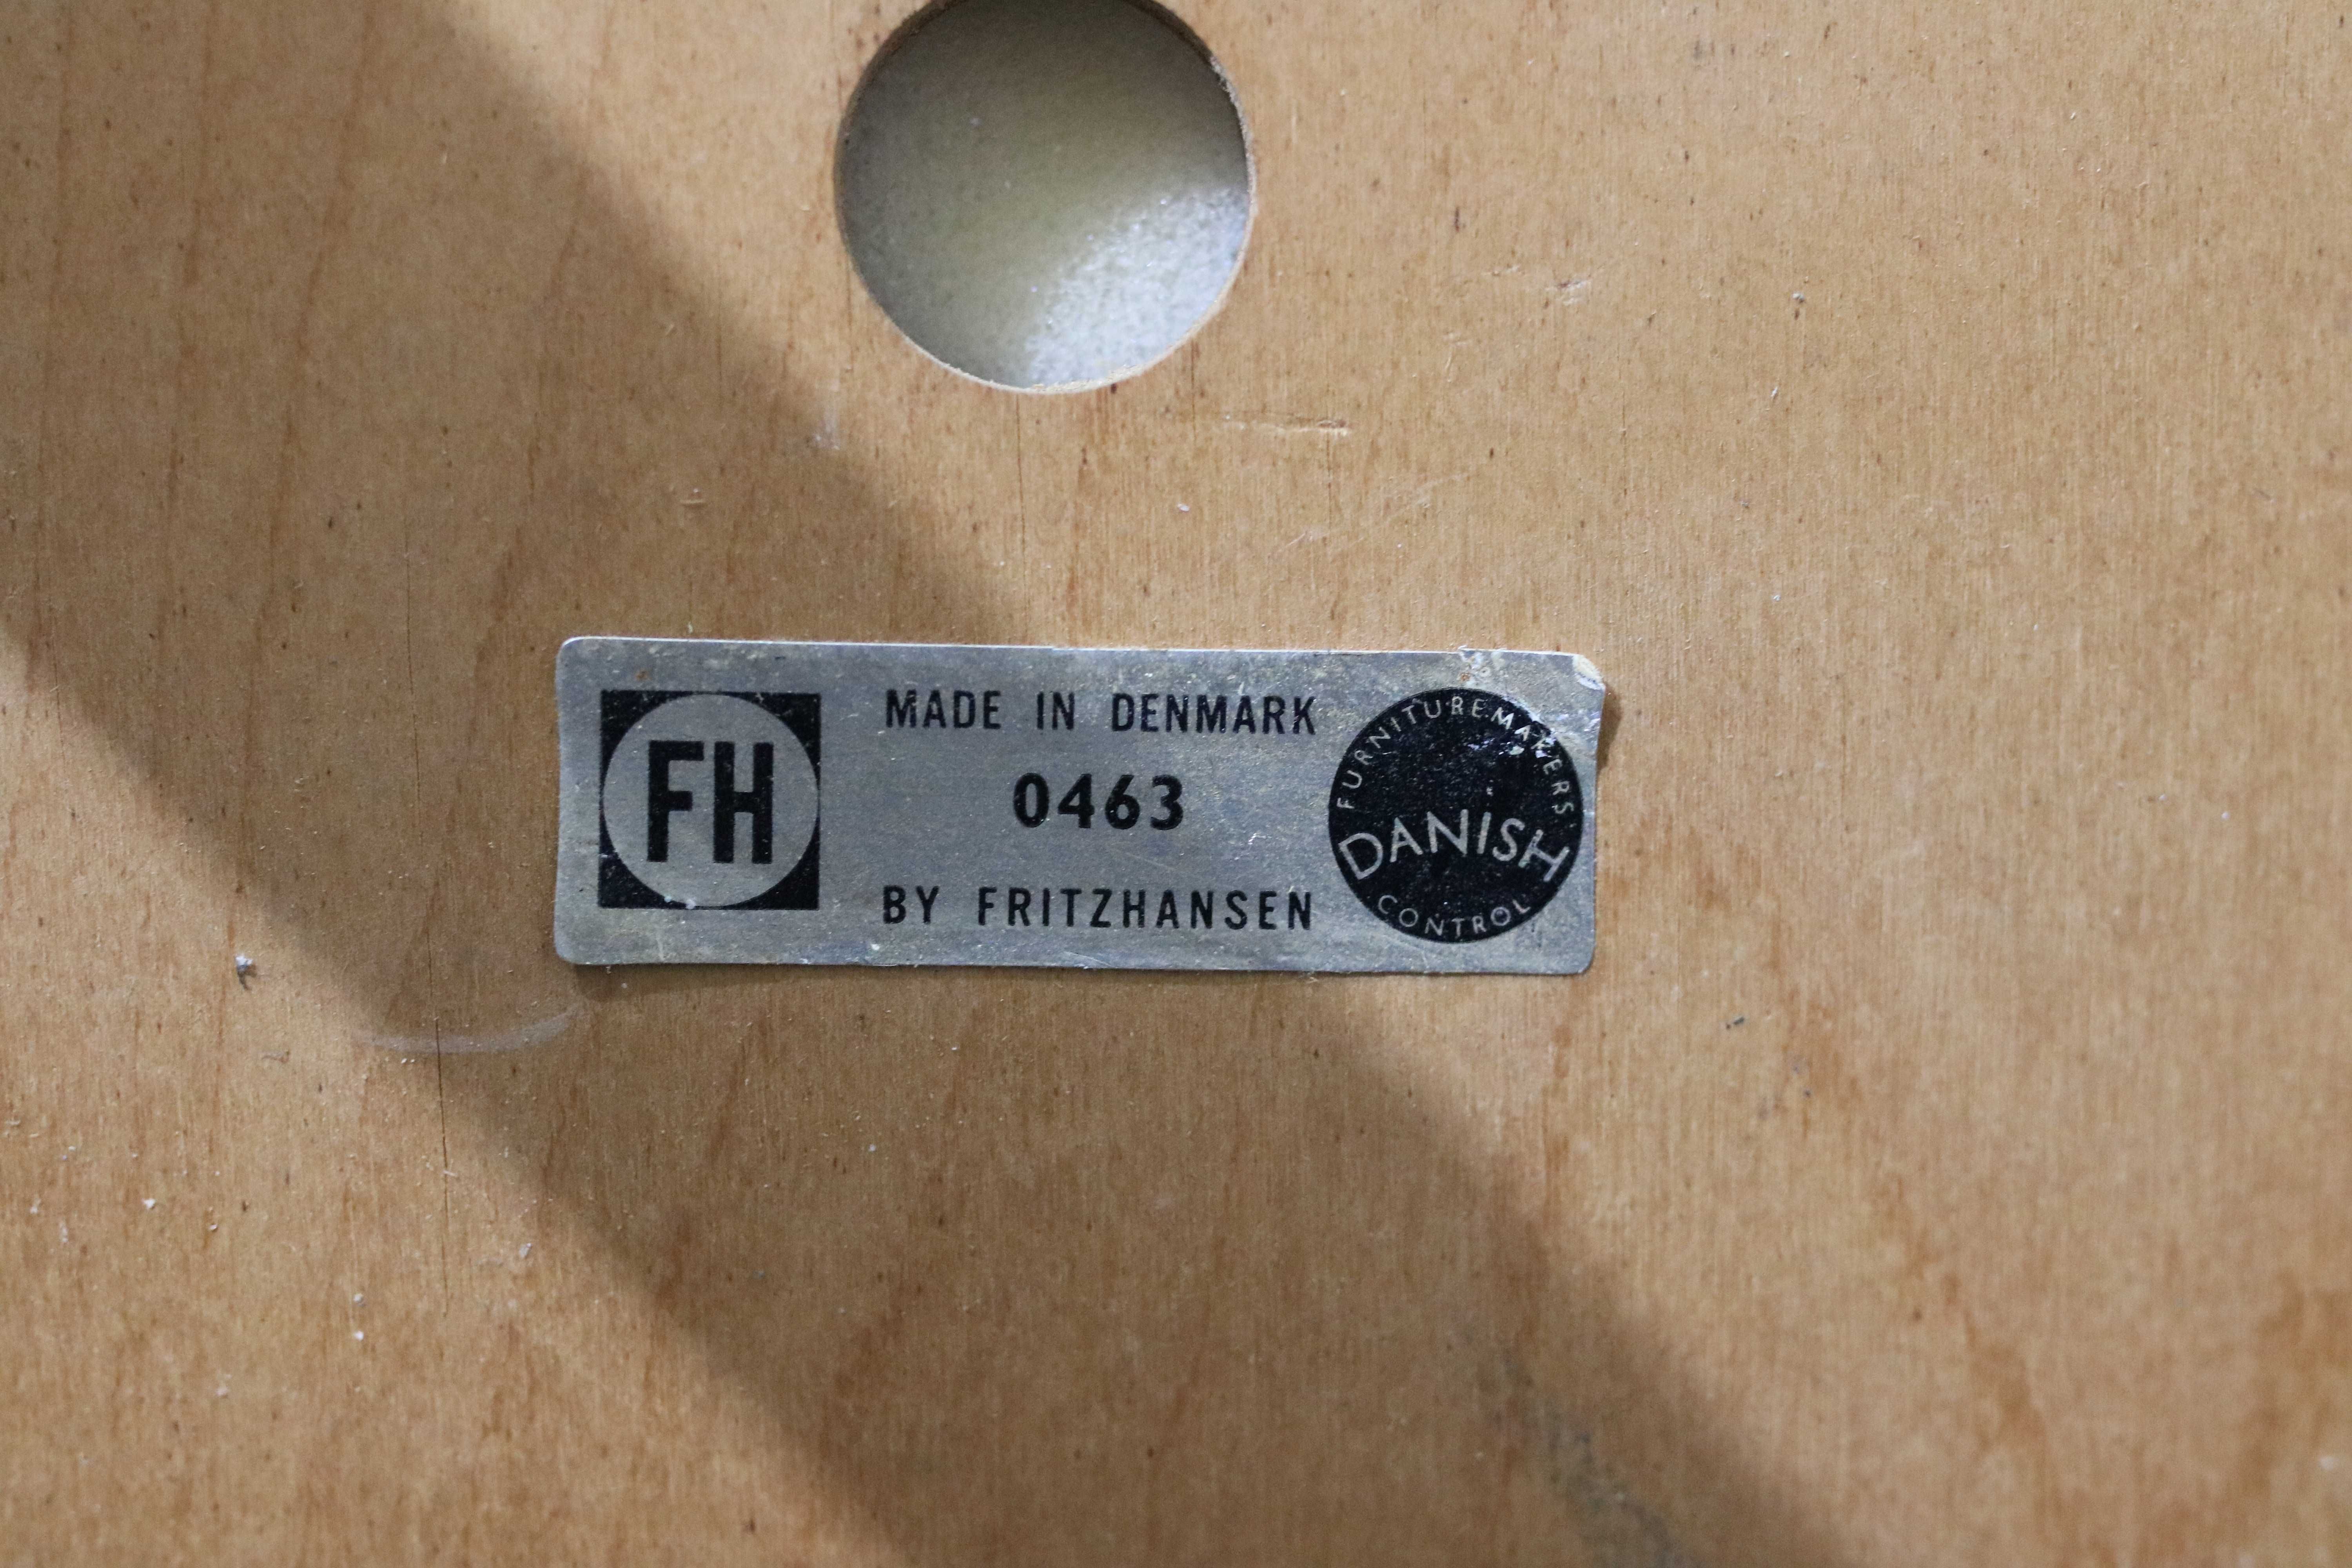 FH
MADE IN DENMARK
0463
BY FRITZHANSEN
FURNITUREMAKERS'
DANISH
CONTROL